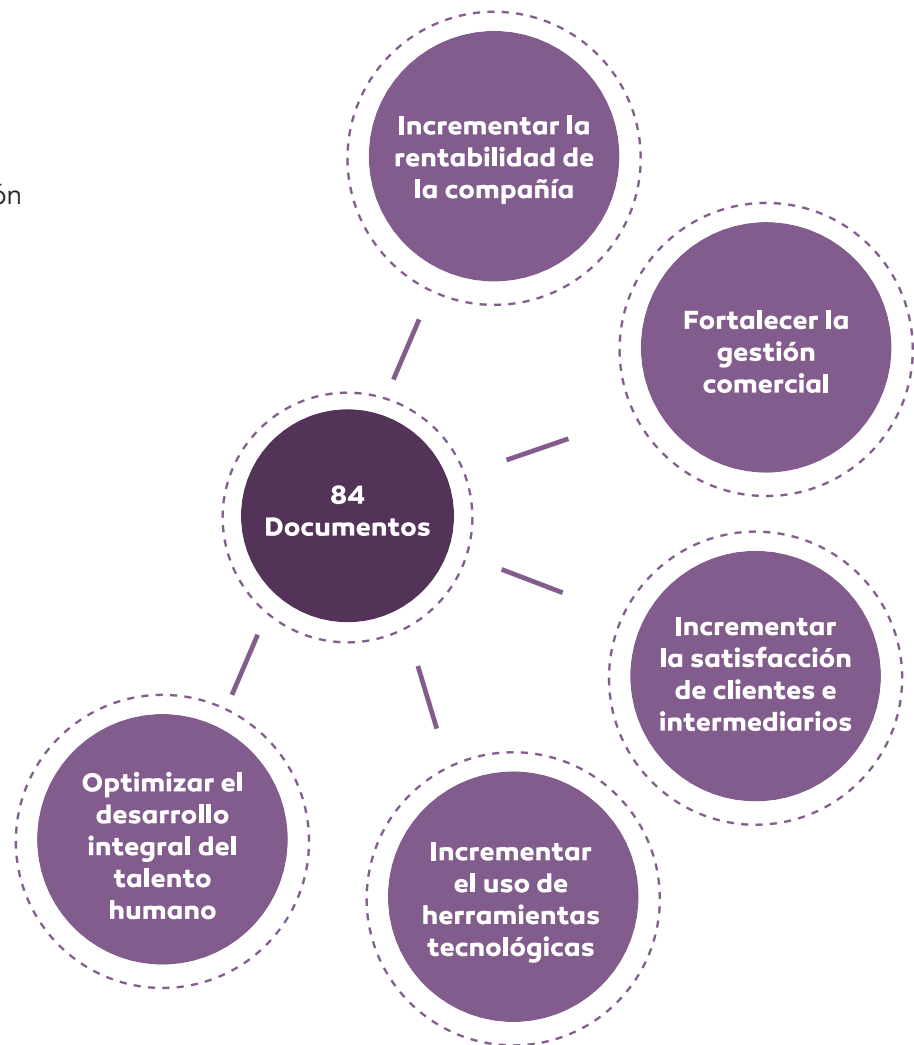 Incrementar la
rentabilidad de
la compañía
ón
Fortalecer la
gestión
comercial
84
Documentos
Incrementar
la satisfacción
de clientes e
intermediarios
Optimizar el
desarrollo
integral del
talento
humano
Incrementar
el uso de
herramientas
tecnológicas